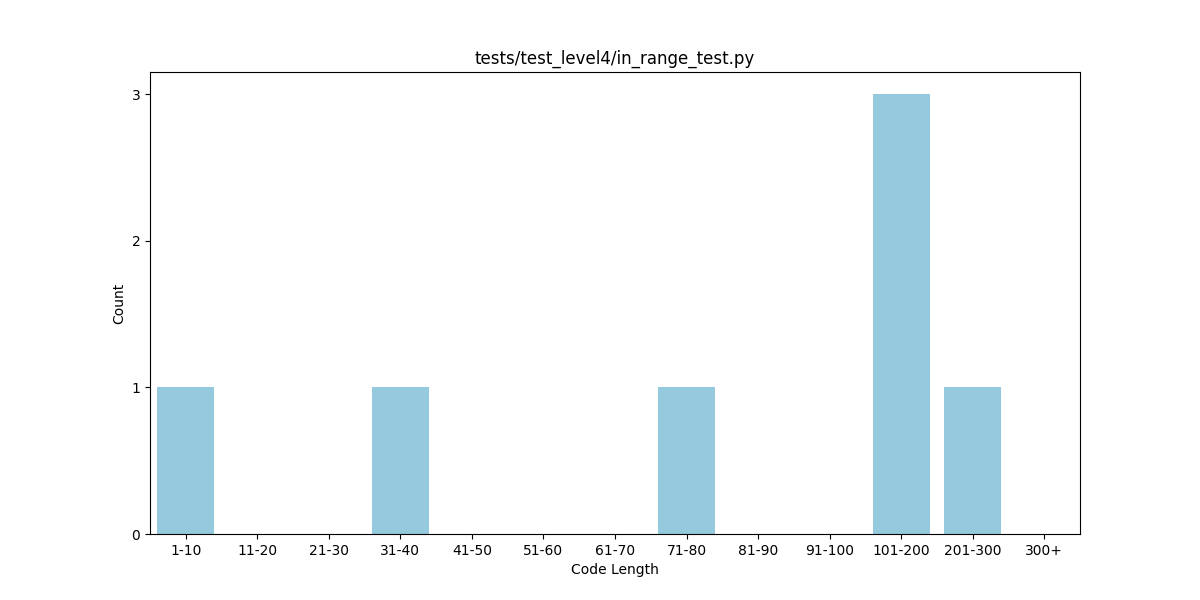 tests/test_level4/in_range_test.py
3
2
1
0
Count
1-10 11-20 21-30 31-40 41-50 51-60 61-70 71-80 81-90 91-100 101-200 201-300 300+
Code Length